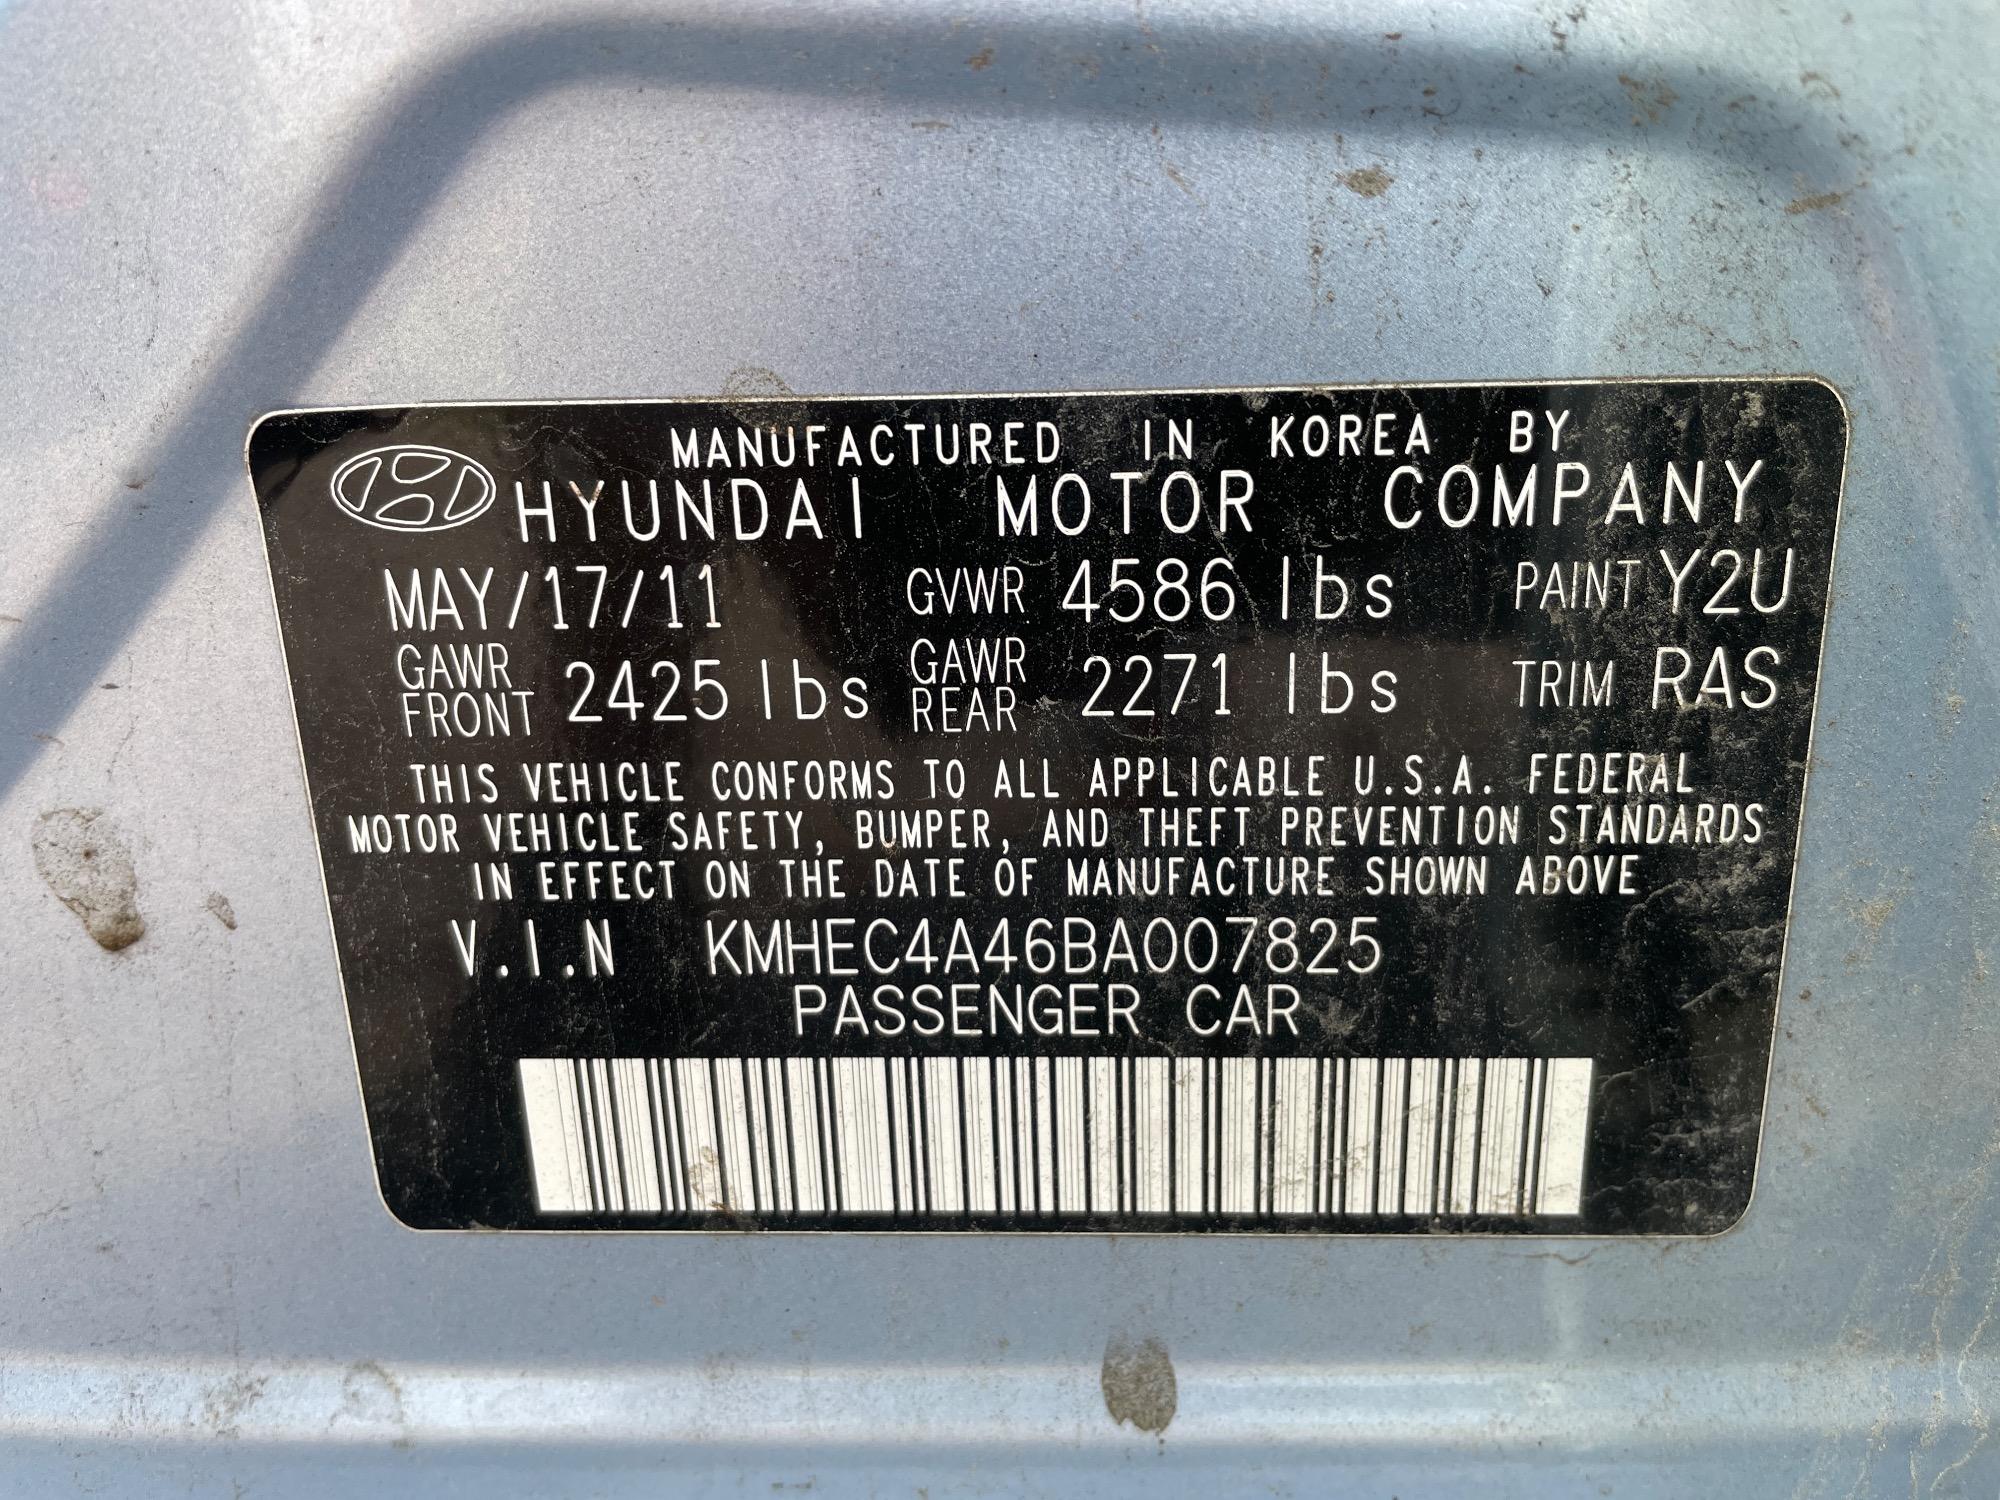 MANUFACTURED IN KOREA BY
HYUNDAI MOTOR COMPANY
MAY/17/11 GVWR 4586 lbs PAINT Y2U
GAWR FRONT 2425 lbs GAWR REAR 2271 lbs TRIM RAS
THIS VEHICLE CONFORMS TO ALL APPLICABLE U.S.A. FEDERAL
MOTOR VEHICLE SAFETY, BUMPER, AND THEFT PREVENTION STANDARDS
IN EFFECT ON THE DATE OF MANUFACTURE SHOWN ABOVE
V.I.N KMHEC4A46BA007825
PASSENGER CAR